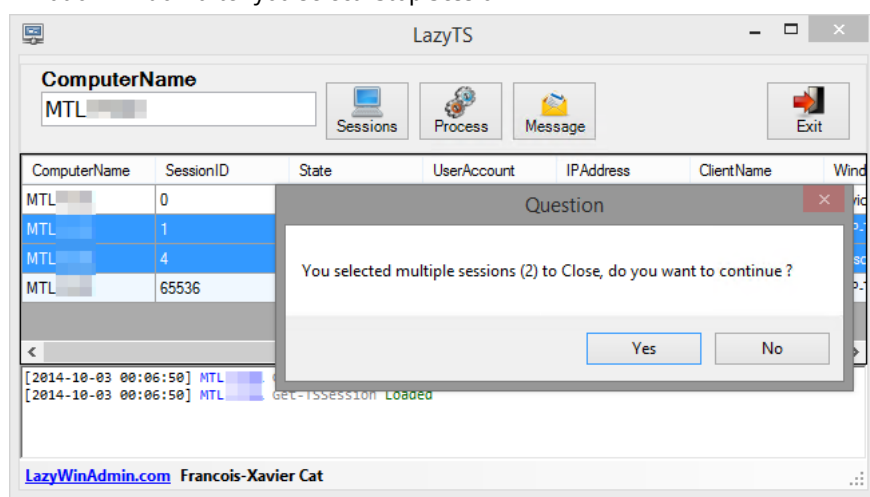 LazyTS
ComputerName
MTL
Sessions
Process
Message
Exit
ComputerName SessionID State UserAccount IPAddress ClientName Wind
MTL 0
MTL 1
MTL 4
MTL 65536
Question
You selected multiple sessions (2) to Close, do you want to continue ?
Yes
No
[2014-10-03 00:06:50] MTL
[2014-10-03 00:06:50] MTL Get-TSSession Loaded
LazyWinAdmin.com Francois-Xavier Cat